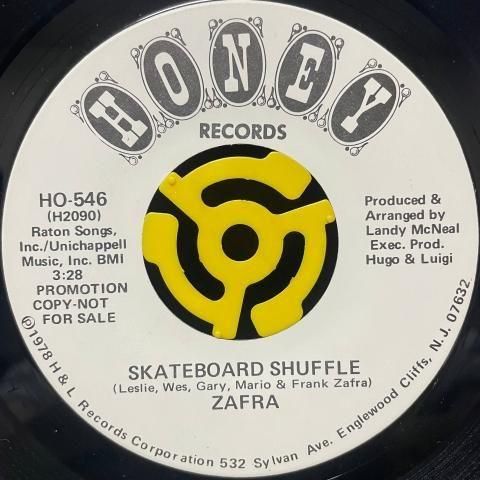 HONEY
RECORDS
HO-546
(H2090)
Raton Songs,
Inc./Unichappell
Music, Inc. BMI
3:28
PROMOTION
COPY-NOT
FOR SALE
Produced &
Arranged by
Landy McNeal
Exec. Prod.
Hugo & Luigi
SKATEBOARD SHUFFLE
(Leslie, Wes, Gary, Mario & Frank Zafra)
ZAFRA
℗1978 H & L Records Corporation 532 Sylvan Ave. Englewood Cliffs, N.J. 07632